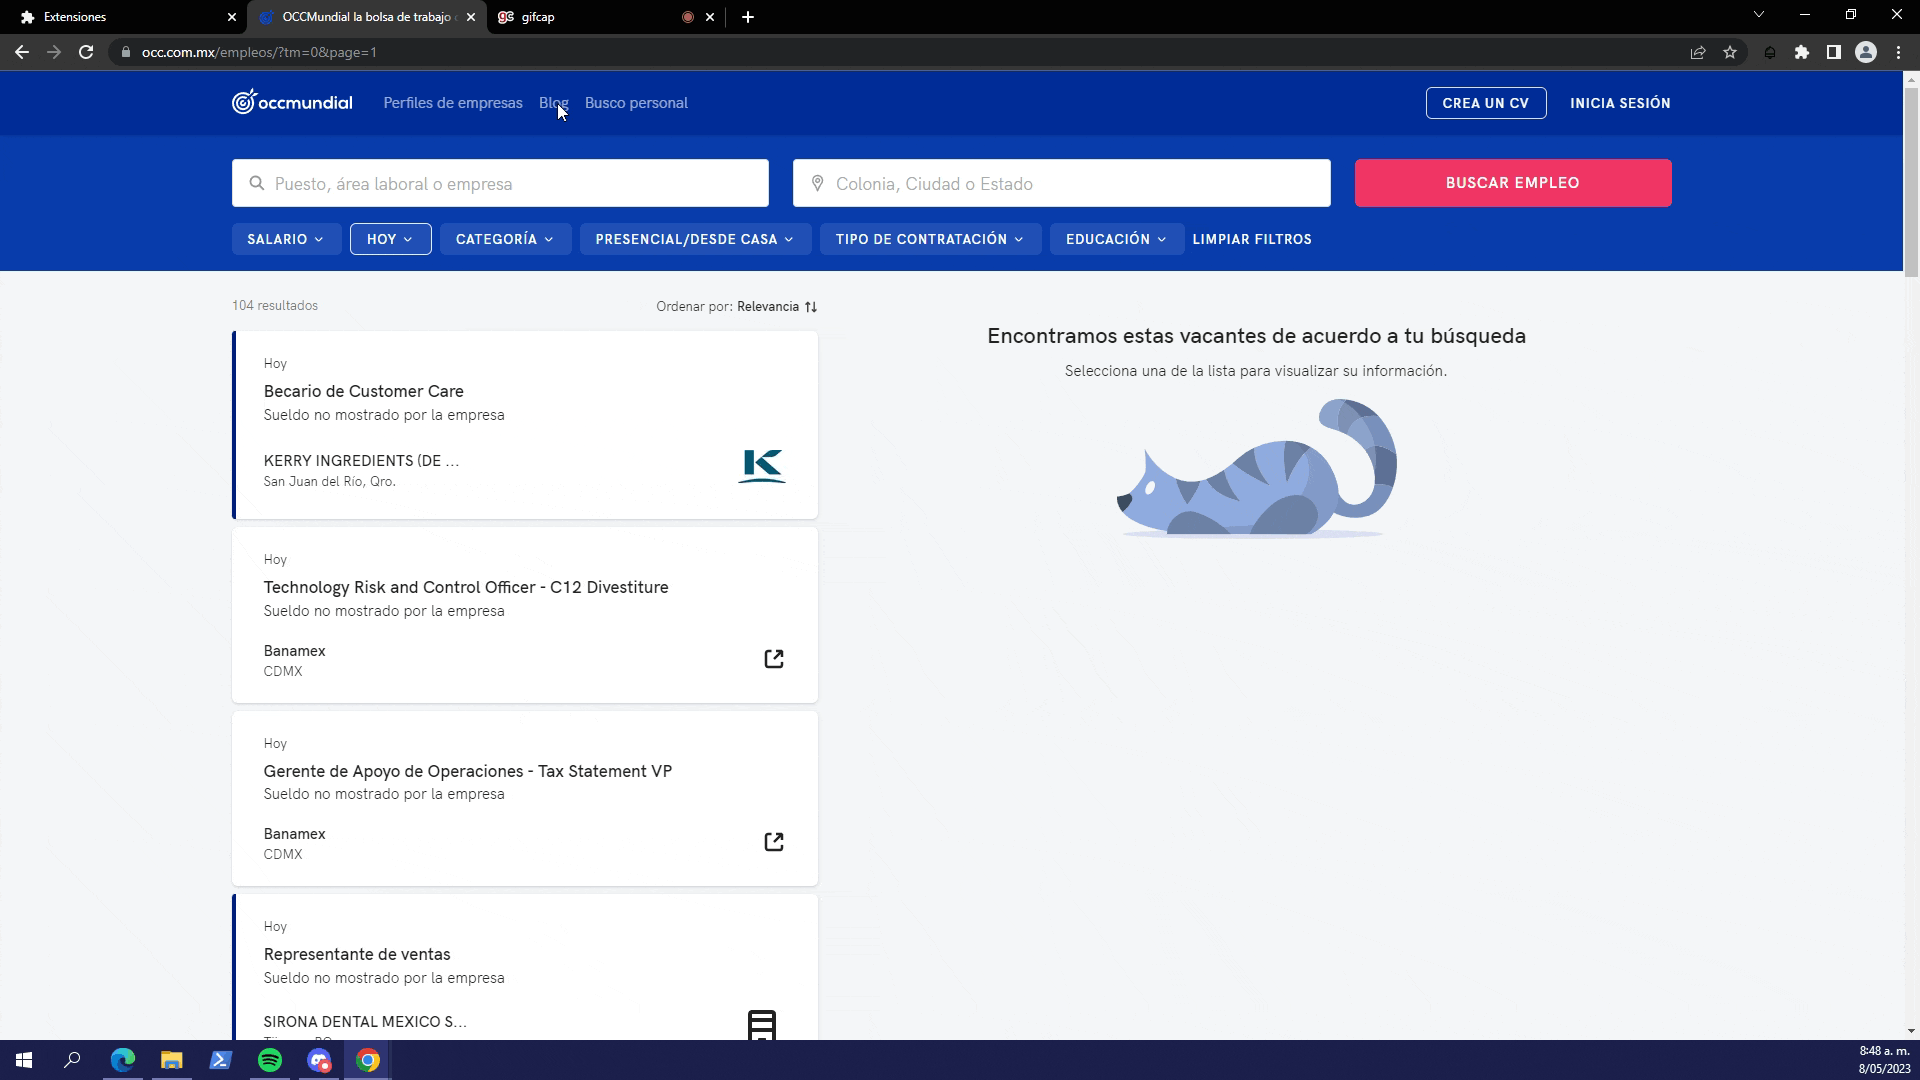 Extensiones
OCCMundial la bolsa de trabajo
gifcap
occ.com.mx/empleos/?tm=0&page=1
occmundial
Perfiles de empresas
Blog
Busco personal
CREA UN CV
INICIA SESIÓN
Puesto, área laboral o empresa
Colonia, Ciudad o Estado
BUSCAR EMPLEO
SALARIO
HOY
CATEGORÍA
PRESENCIAL/DESDE CASA
TIPO DE CONTRATACIÓN
EDUCACIÓN
LIMPIAR FILTROS
104 resultados
Ordenar por: Relevancia
Encontramos estas vacantes de acuerdo a tu búsqueda
Selecciona una de la lista para visualizar su información.
Hoy
Becario de Customer Care
Sueldo no mostrado por la empresa
KERRY INGREDIENTS (DE ...
San Juan del Río, Qro.
Hoy
Technology Risk and Control Officer - C12 Divestiture
Sueldo no mostrado por la empresa
Banamex
CDMX
Hoy
Gerente de Apoyo de Operaciones - Tax Statement VP
Sueldo no mostrado por la empresa
Banamex
CDMX
Hoy
Representante de ventas
Sueldo no mostrado por la empresa
SIRONA DENTAL MEXICO S...
8:48 a. m.
8/05/2023